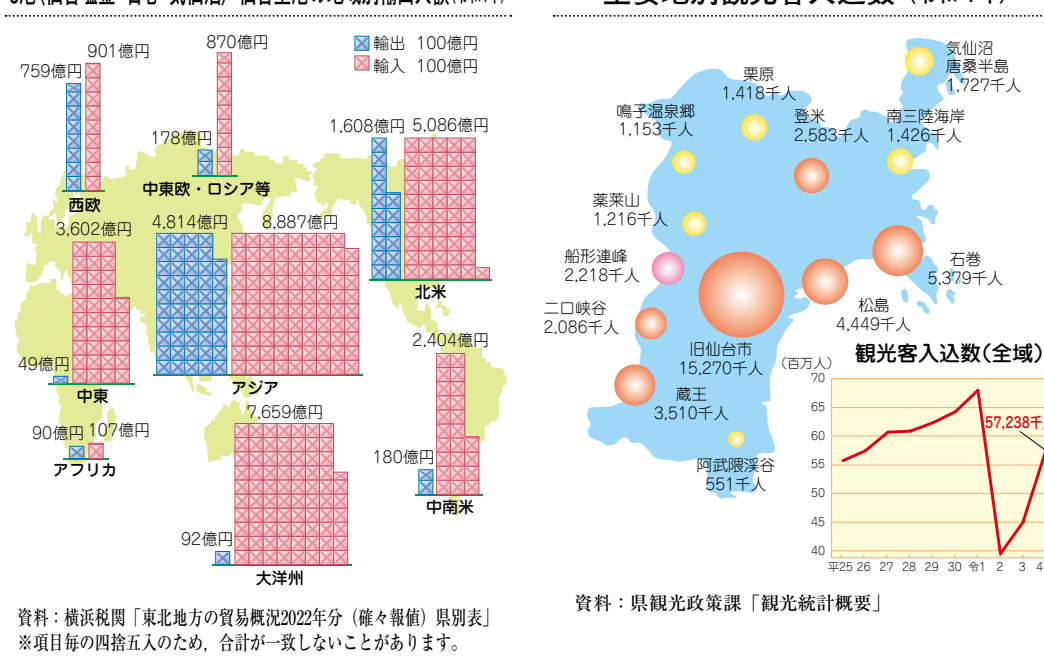 輸出 100億円
輸入 100億円
759億円
901億円
西欧
178億円
870億円
中東欧・ロシア等
1,608億円
5,086億円
北米
3,602億円
49億円
中東
4,814億円
8,887億円
アジア
2,404億円
180億円
中南米
90億円
107億円
アフリカ
7,659億円
92億円
大洋州
資料：横浜税関「東北地方の貿易概況2022年分（確々報値）県別表」
※項目毎の四捨五入のため，合計が一致しないことがあります。
気仙沼
唐桑半島
1,727千人
栗原
1,418千人
鳴子温泉郷
1,153千人
登米
2,583千人
南三陸海岸
1,426千人
薬莱山
1,216千人
船形連峰
2,218千人
二口峡谷
2,086千人
石巻
5,379千人
松島
4,449千人
旧仙台市
15,270千人
蔵王
3,510千人
阿武隈渓谷
551千人
観光客入込数(全域)
(百万人)
70
65
60
55
50
45
40
57,238千
平25 26 27 28 29 30 令1 2 3 4
資料：県観光政策課「観光統計概要」